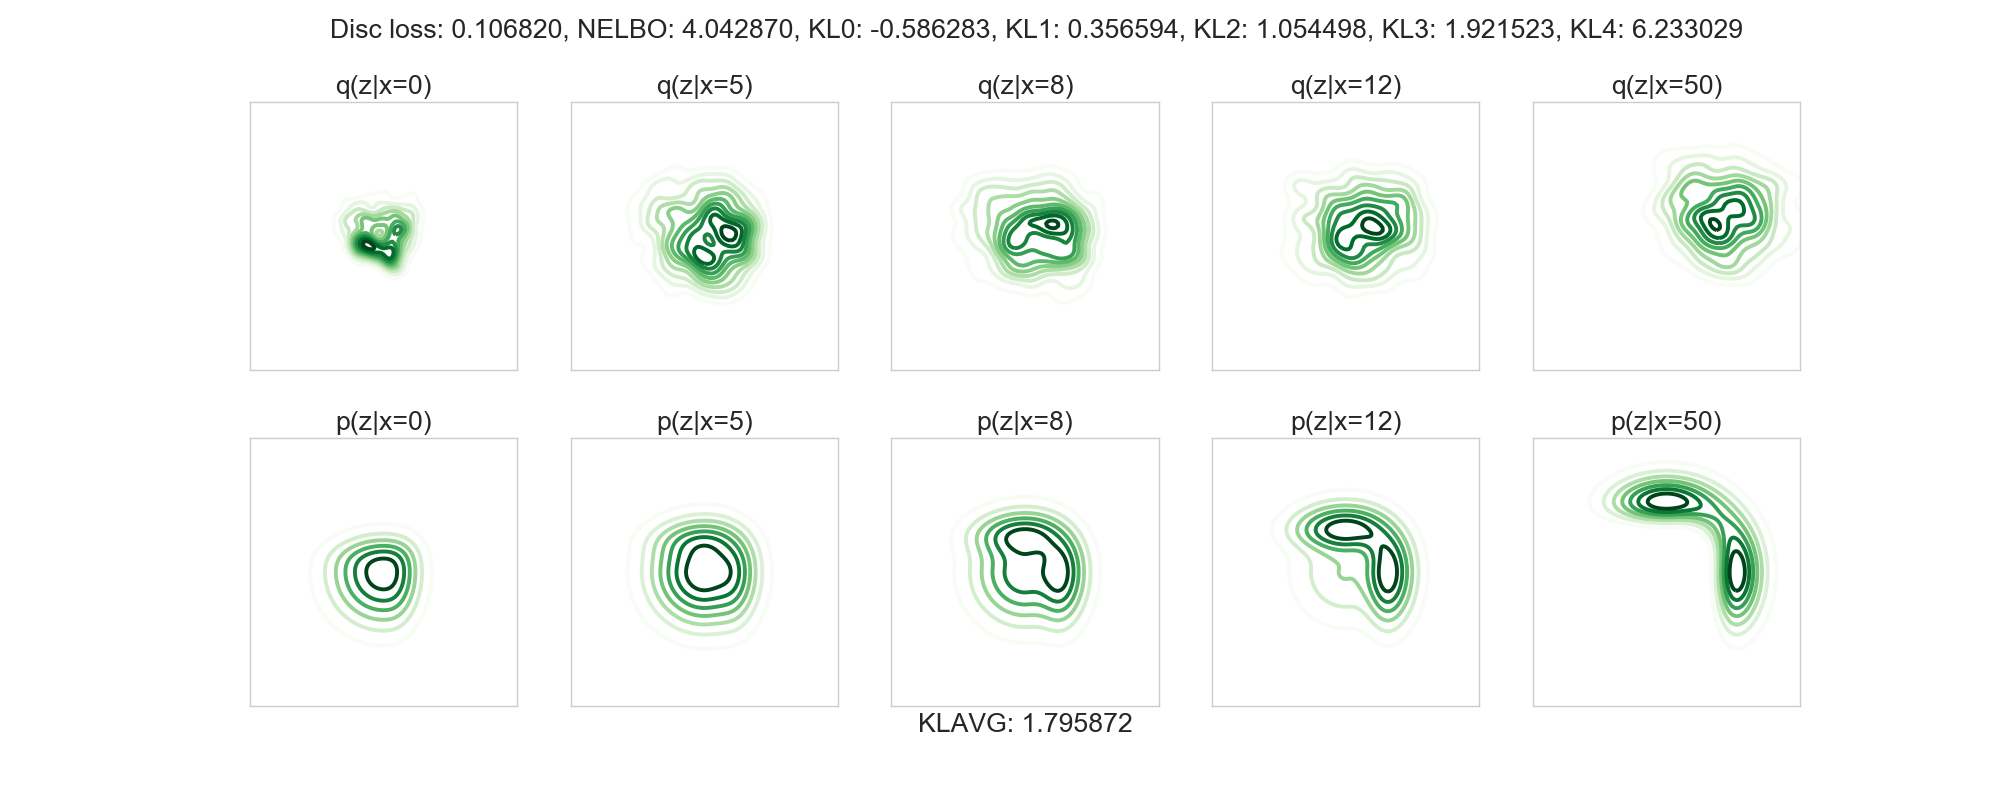 Disc loss: 0.106820, NELBO: 4.042870, KL0: -0.586283, KL1: 0.356594, KL2: 1.054498, KL3: 1.921523, KL4: 6.233029
q(z|x=0) q(z|x=5) q(z|x=8) q(z|x=12) q(z|x=50)
p(z|x=0) p(z|x=5) p(z|x=8) p(z|x=12) p(z|x=50)
KLAVG: 1.795872